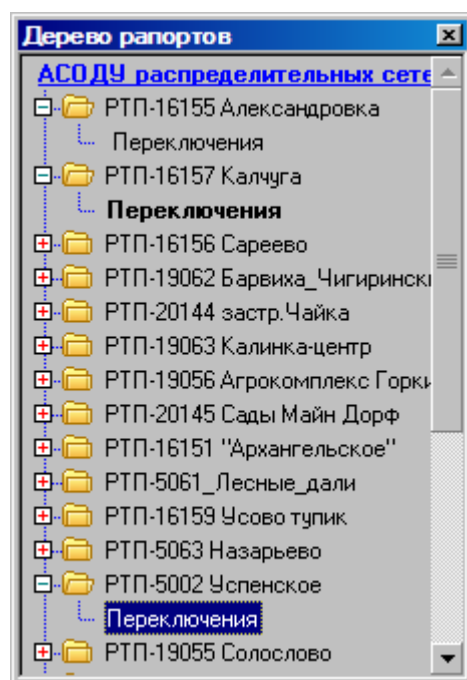 Дерево рапортов
АСОДУ распределительных сете
РТП-16155 Александровка
Переключения
РТП-16157 Калчуга
Переключения
РТП-16156 Сареево
РТП-19062 Барвиха_Чигирински
РТП-20144 застр.Чайка
РТП-19063 Калинка-центр
РТП-19056 Агрокомплекс Горки
РТП-20145 Сады Майн Дорф
РТП-16151 "Архангельское"
РТП-5061_Лесные_дали
РТП-16159 Усово тупик
РТП-5063 Назарьево
РТП-5002 Успенское
Переключения
РТП-19055 Солослово